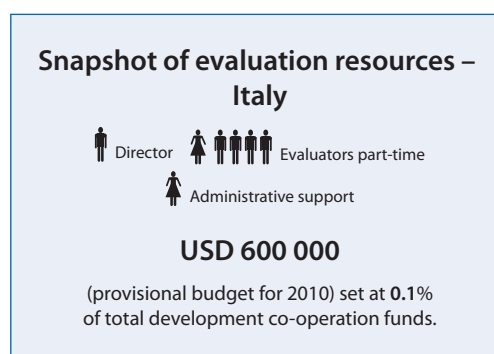 Snapshot of evaluation resources –
Italy
Director Evaluators part-time
Administrative support
USD 600 000
(provisional budget for 2010) set at 0.1%
of total development co-operation funds.